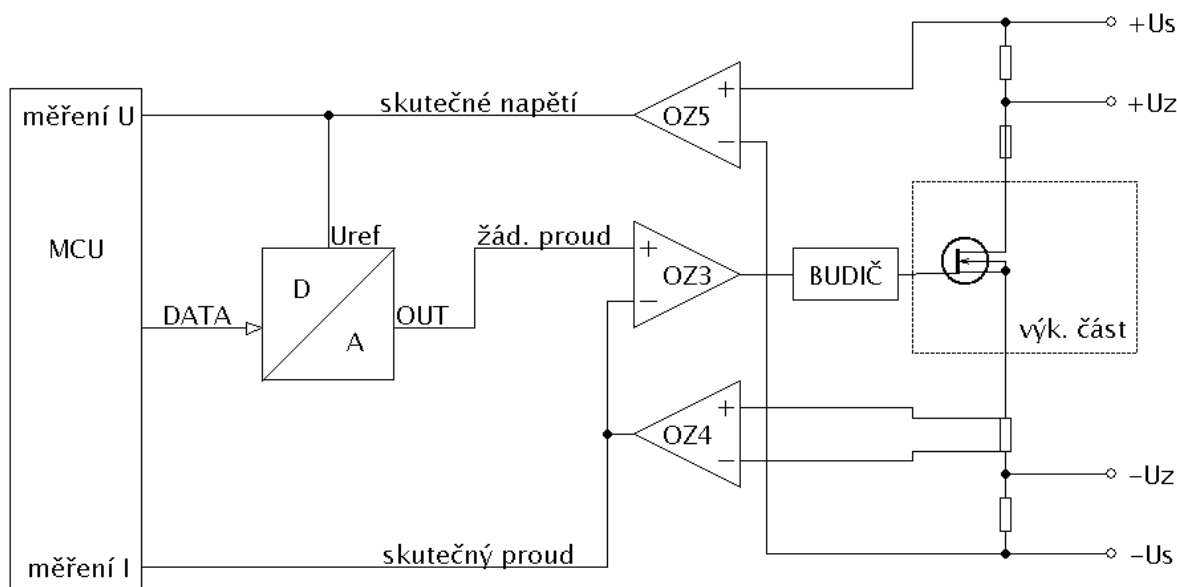 +Us
měření U
skutečné napětí
+
OZ5
−
+Uz
MCU
Uref
D
A
DATA
OUT
žád. proud
+
OZ3
−
BUDIČ
výk. část
+
OZ4
−
−Uz
měření I
skutečný proud
−Us